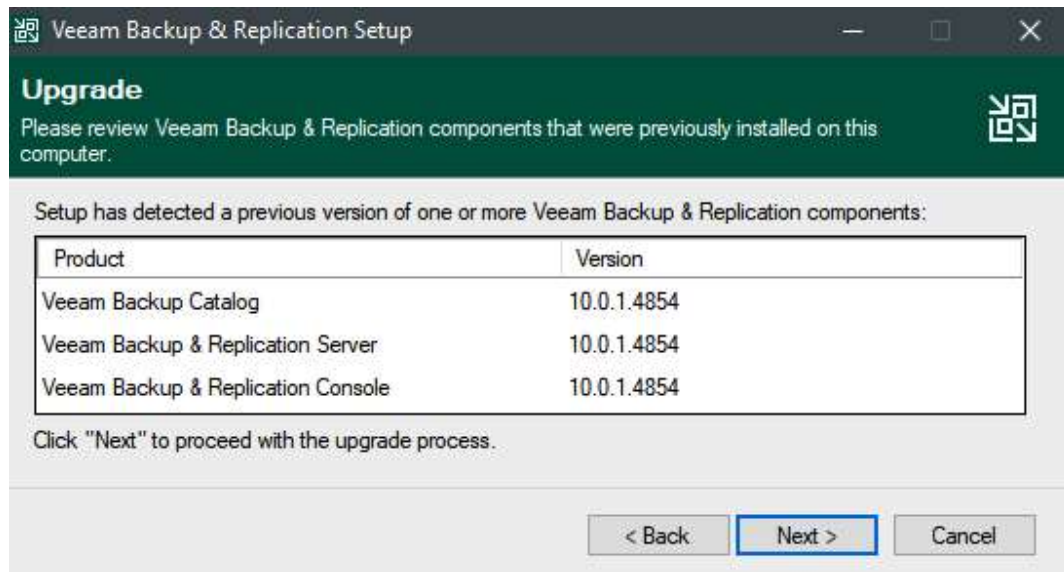 Veeam Backup & Replication Setup
Upgrade
Please review Veeam Backup & Replication components that were previously installed on this
computer.
Setup has detected a previous version of one or more Veeam Backup & Replication components:
Product Version
Veeam Backup Catalog 10.0.1.4854
Veeam Backup & Replication Server 10.0.1.4854
Veeam Backup & Replication Console 10.0.1.4854
Click "Next" to proceed with the upgrade process.
< Back Next > Cancel